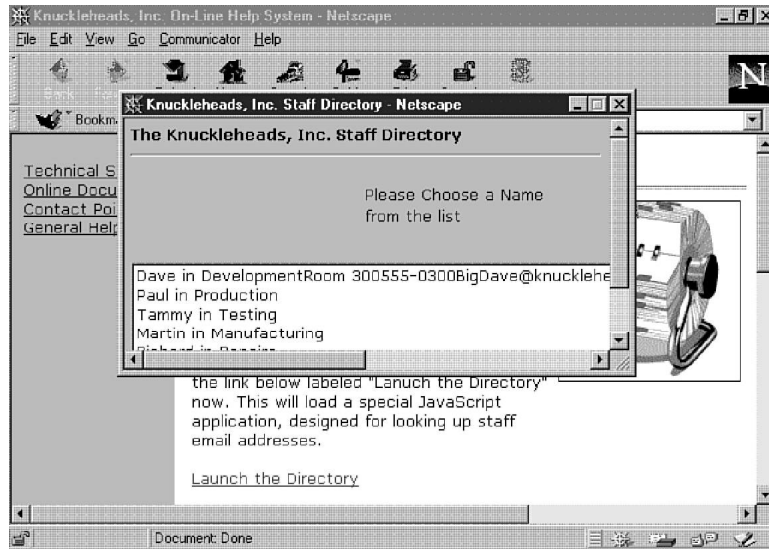 Knuckleheads, Inc. On-Line Help System - Netscape
File Edit View Go Communicator Help
Bookm
Knuckleheads, Inc. Staff Directory - Netscape
The Knuckleheads, Inc. Staff Directory
Technical S
Online Docu
Contact Poi
General Help
Please Choose a Name
from the list
Dave in DevelopmentRoom 300555-0300BigDave@knucklehe
Paul in Production
Tammy in Testing
Martin in Manufacturing
the link below labeled "Lanuch the Directory"
now. This will load a special JavaScript
application, designed for looking up staff
email addresses.
Launch the Directory
Document: Done
N